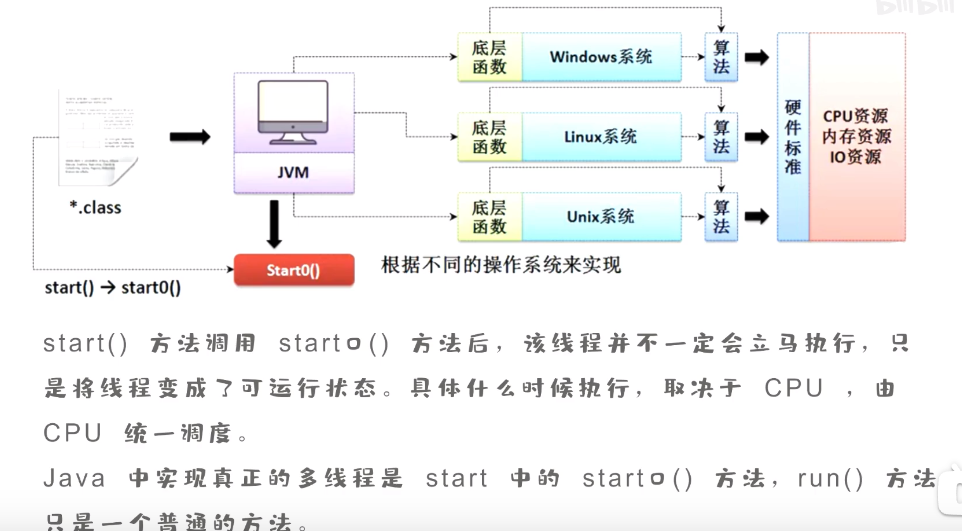 bilibili
底层
函数
Windows系统
算
法
底层
函数
Linux系统
算
法
底层
函数
Unix系统
算
法
硬
件
标
准
CPU资源
内存资源
IO资源
JVM
*.class
Start0()
根据不同的操作系统来实现
start() → start0()
start() 方法调用 start0() 方法后，该线程并不一定会立马执行，只
是将线程变成了可运行状态。具体什么时候执行，取决于 CPU ，由
CPU 统一调度。
Java 中实现真正的多线程是 start 中的 start0() 方法，run() 方法
只是一个普通的方法。